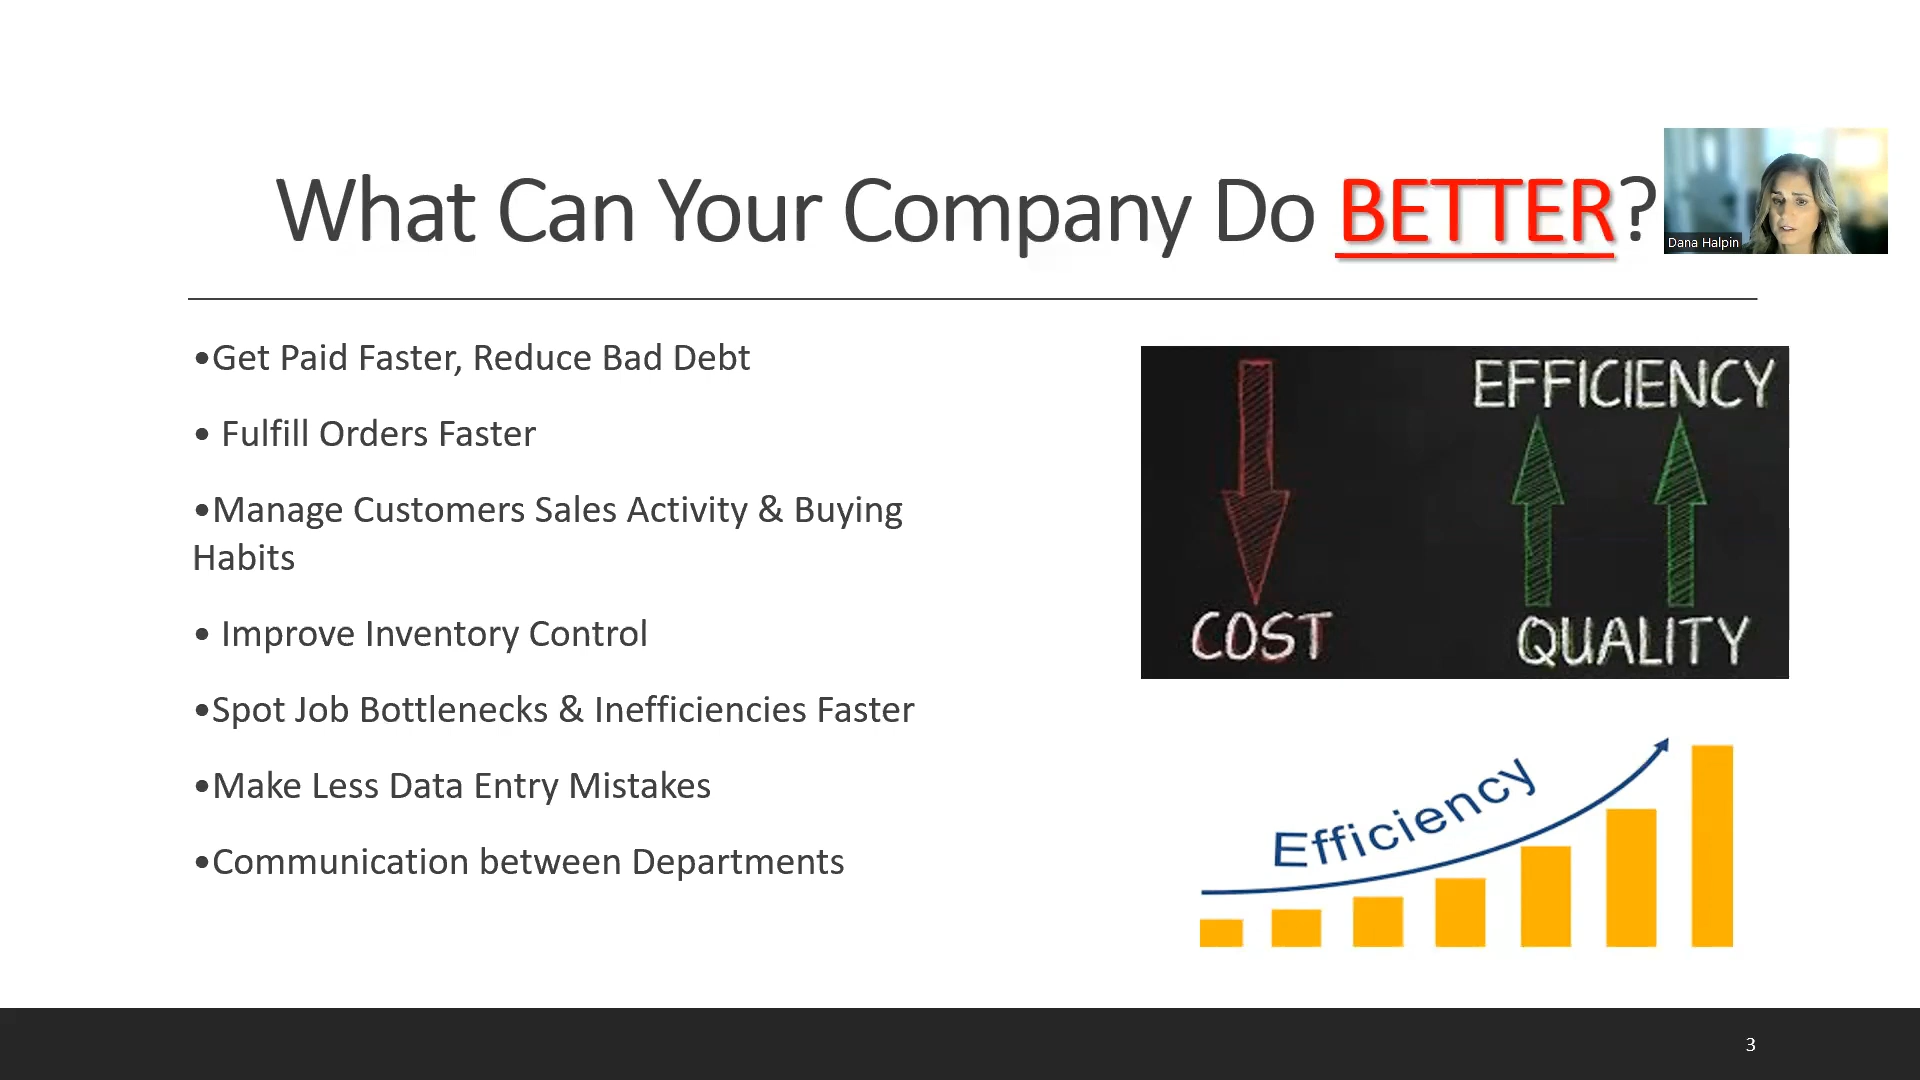 What Can Your Company Do BETTER?
Dana Halpin
•Get Paid Faster, Reduce Bad Debt
• Fulfill Orders Faster
•Manage Customers Sales Activity & Buying
Habits
• Improve Inventory Control
•Spot Job Bottlenecks & Inefficiencies Faster
•Make Less Data Entry Mistakes
•Communication between Departments
EFFICIENCY
COST
QUALITY
Efficiency
3